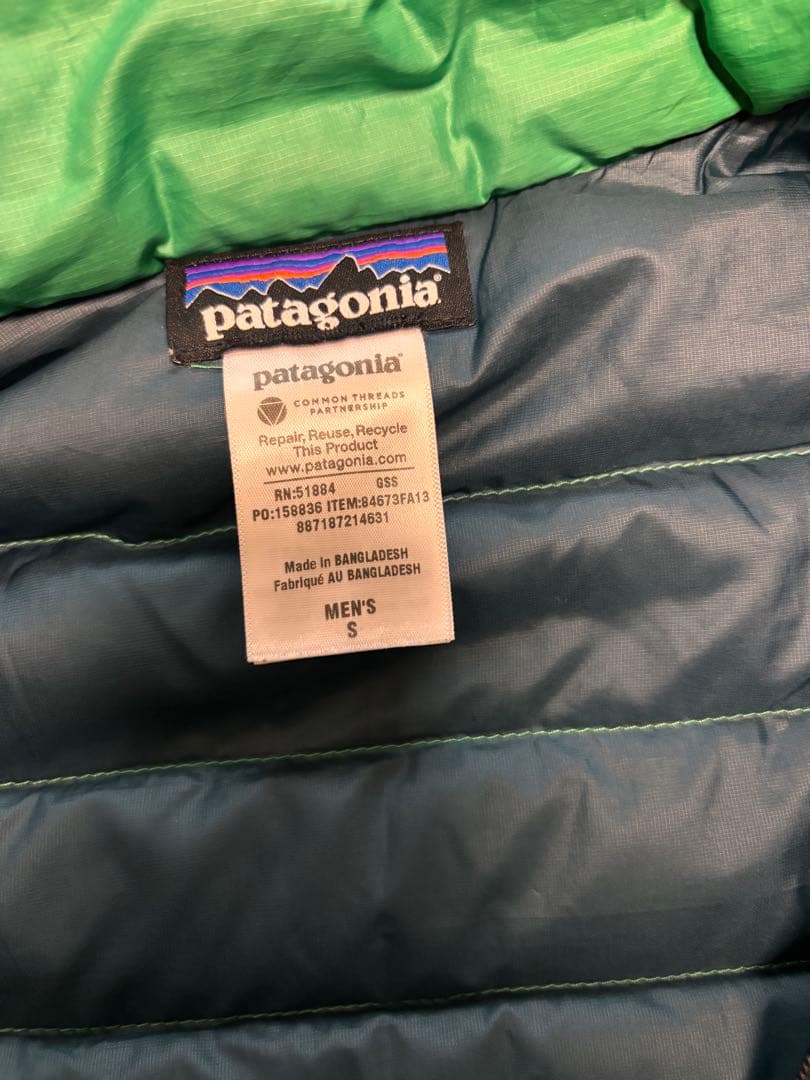 patagonia®
patagonia®
COMMON THREADS
PARTNERSHIP
Repair, Reuse, Recycle
This Product
www.patagonia.com
RN:51884 GSS
PO:158836 ITEM:84673FA13
887187214631
Made in BANGLADESH
Fabriqué AU BANGLADESH
MEN'S
S